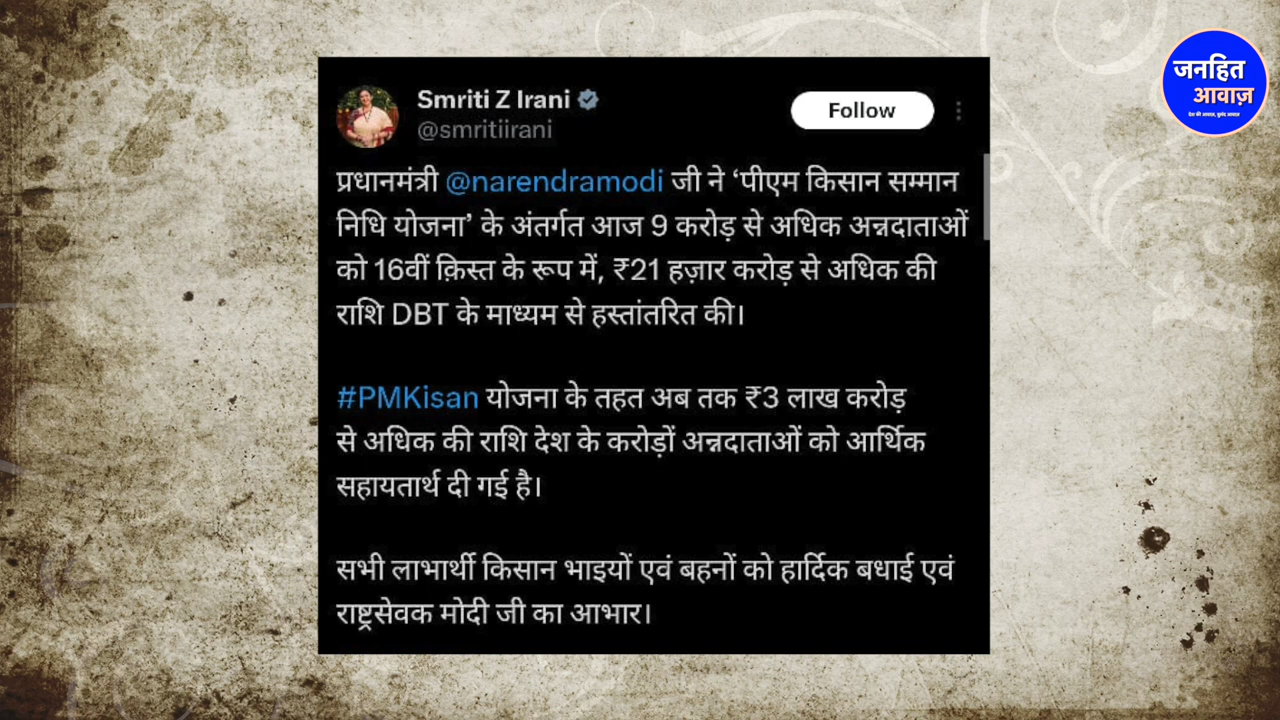 जनहित
आवाज़
देश की आवाज़, बुलंद आवाज़
Smriti Z Irani
@smritiirani
Follow
प्रधानमंत्री @narendramodi जी ने ‘पीएम किसान सम्मान
निधि योजना’ के अंतर्गत आज 9 करोड़ से अधिक अन्नदाताओं
को 16वीं क़िस्त के रूप में, ₹21 हज़ार करोड़ से अधिक की
राशि DBT के माध्यम से हस्तांतरित की।
#PMKisan योजना के तहत अब तक ₹3 लाख करोड़
से अधिक की राशि देश के करोड़ों अन्नदाताओं को आर्थिक
सहायतार्थ दी गई है।
सभी लाभार्थी किसान भाइयों एवं बहनों को हार्दिक बधाई एवं
राष्ट्रसेवक मोदी जी का आभार।